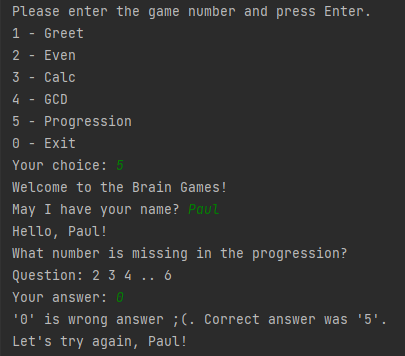 Please enter the game number and press Enter.
1 - Greet
2 - Even
3 - Calc
4 - GCD
5 - Progression
0 - Exit
Your choice: 5
Welcome to the Brain Games!
May I have your name? Paul
Hello, Paul!
What number is missing in the progression?
Question: 2 3 4 .. 6
Your answer: 0
'0' is wrong answer ;(. Correct answer was '5'.
Let's try again, Paul!